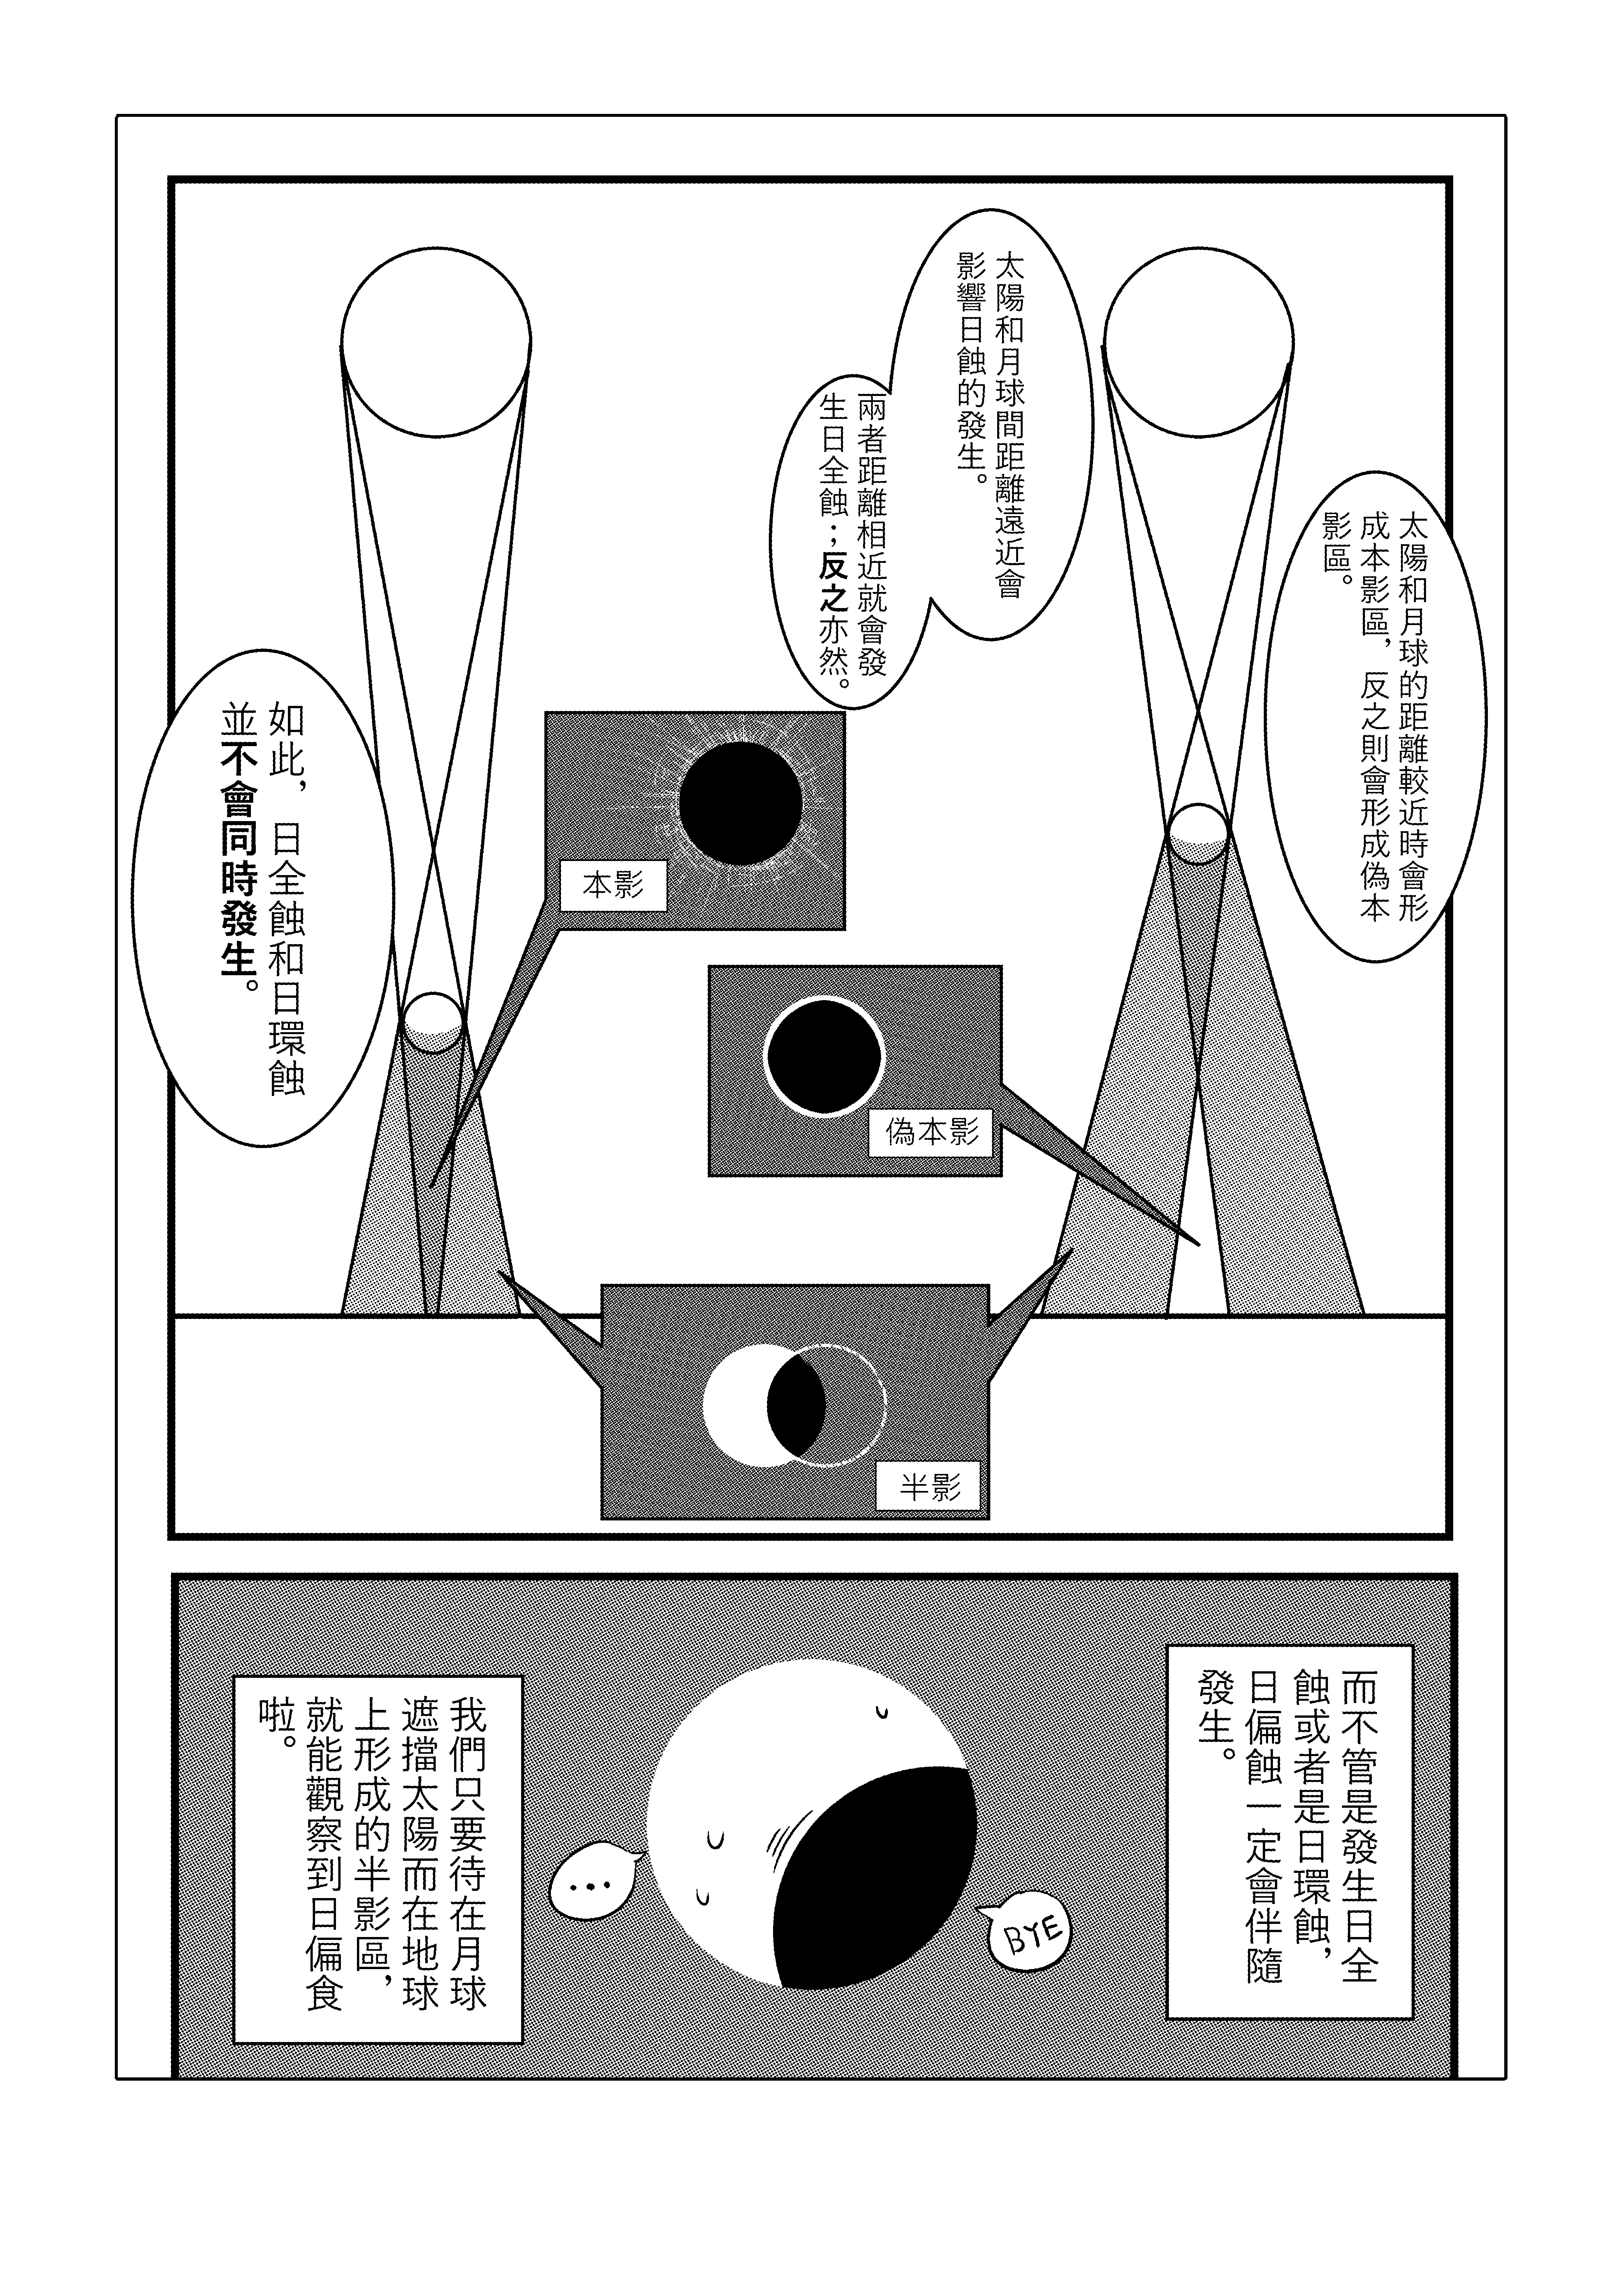 太陽和月球的距離較近時會形
成本影區，反之則會形成偽本
影區。
太陽和月球間距離遠近會
影響日蝕的發生。
兩者距離相近就會發
生日全蝕；反之亦然。
本影
偽本影
半影
如此，日全蝕和日環蝕
並不會同時發生。
而不管是發生日全
蝕或者是日環蝕，
日偏蝕一定會伴隨
發生。
BYE
...
我們只要待在月球
遮擋太陽而在地球
上形成的半影區，
就能觀察到日偏食
啦。